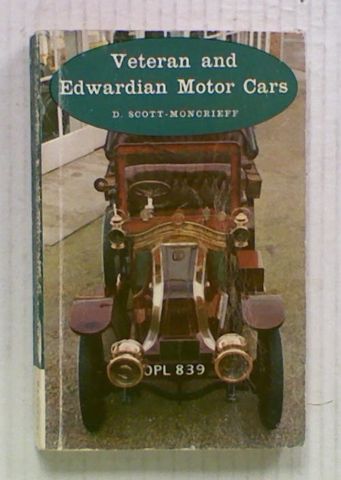 Veteran and
Edwardian Motor Cars
D. SCOTT-MONCRIEFF
OPL 839